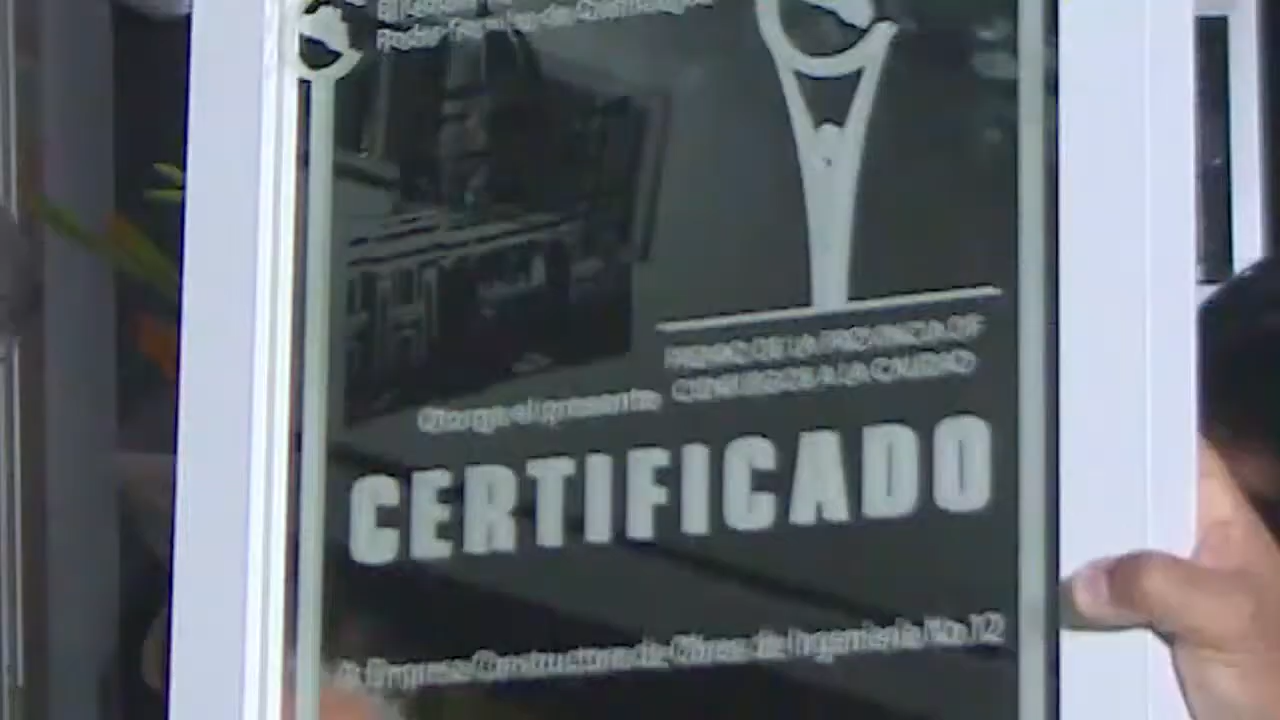 PREMIO DE LA PROVINCIA DE
CIENFUEGOS A LA CALIDAD
Otorga el presente
CERTIFICADO
A: Empresa Constructora de Obras de Ingeniería No. 12